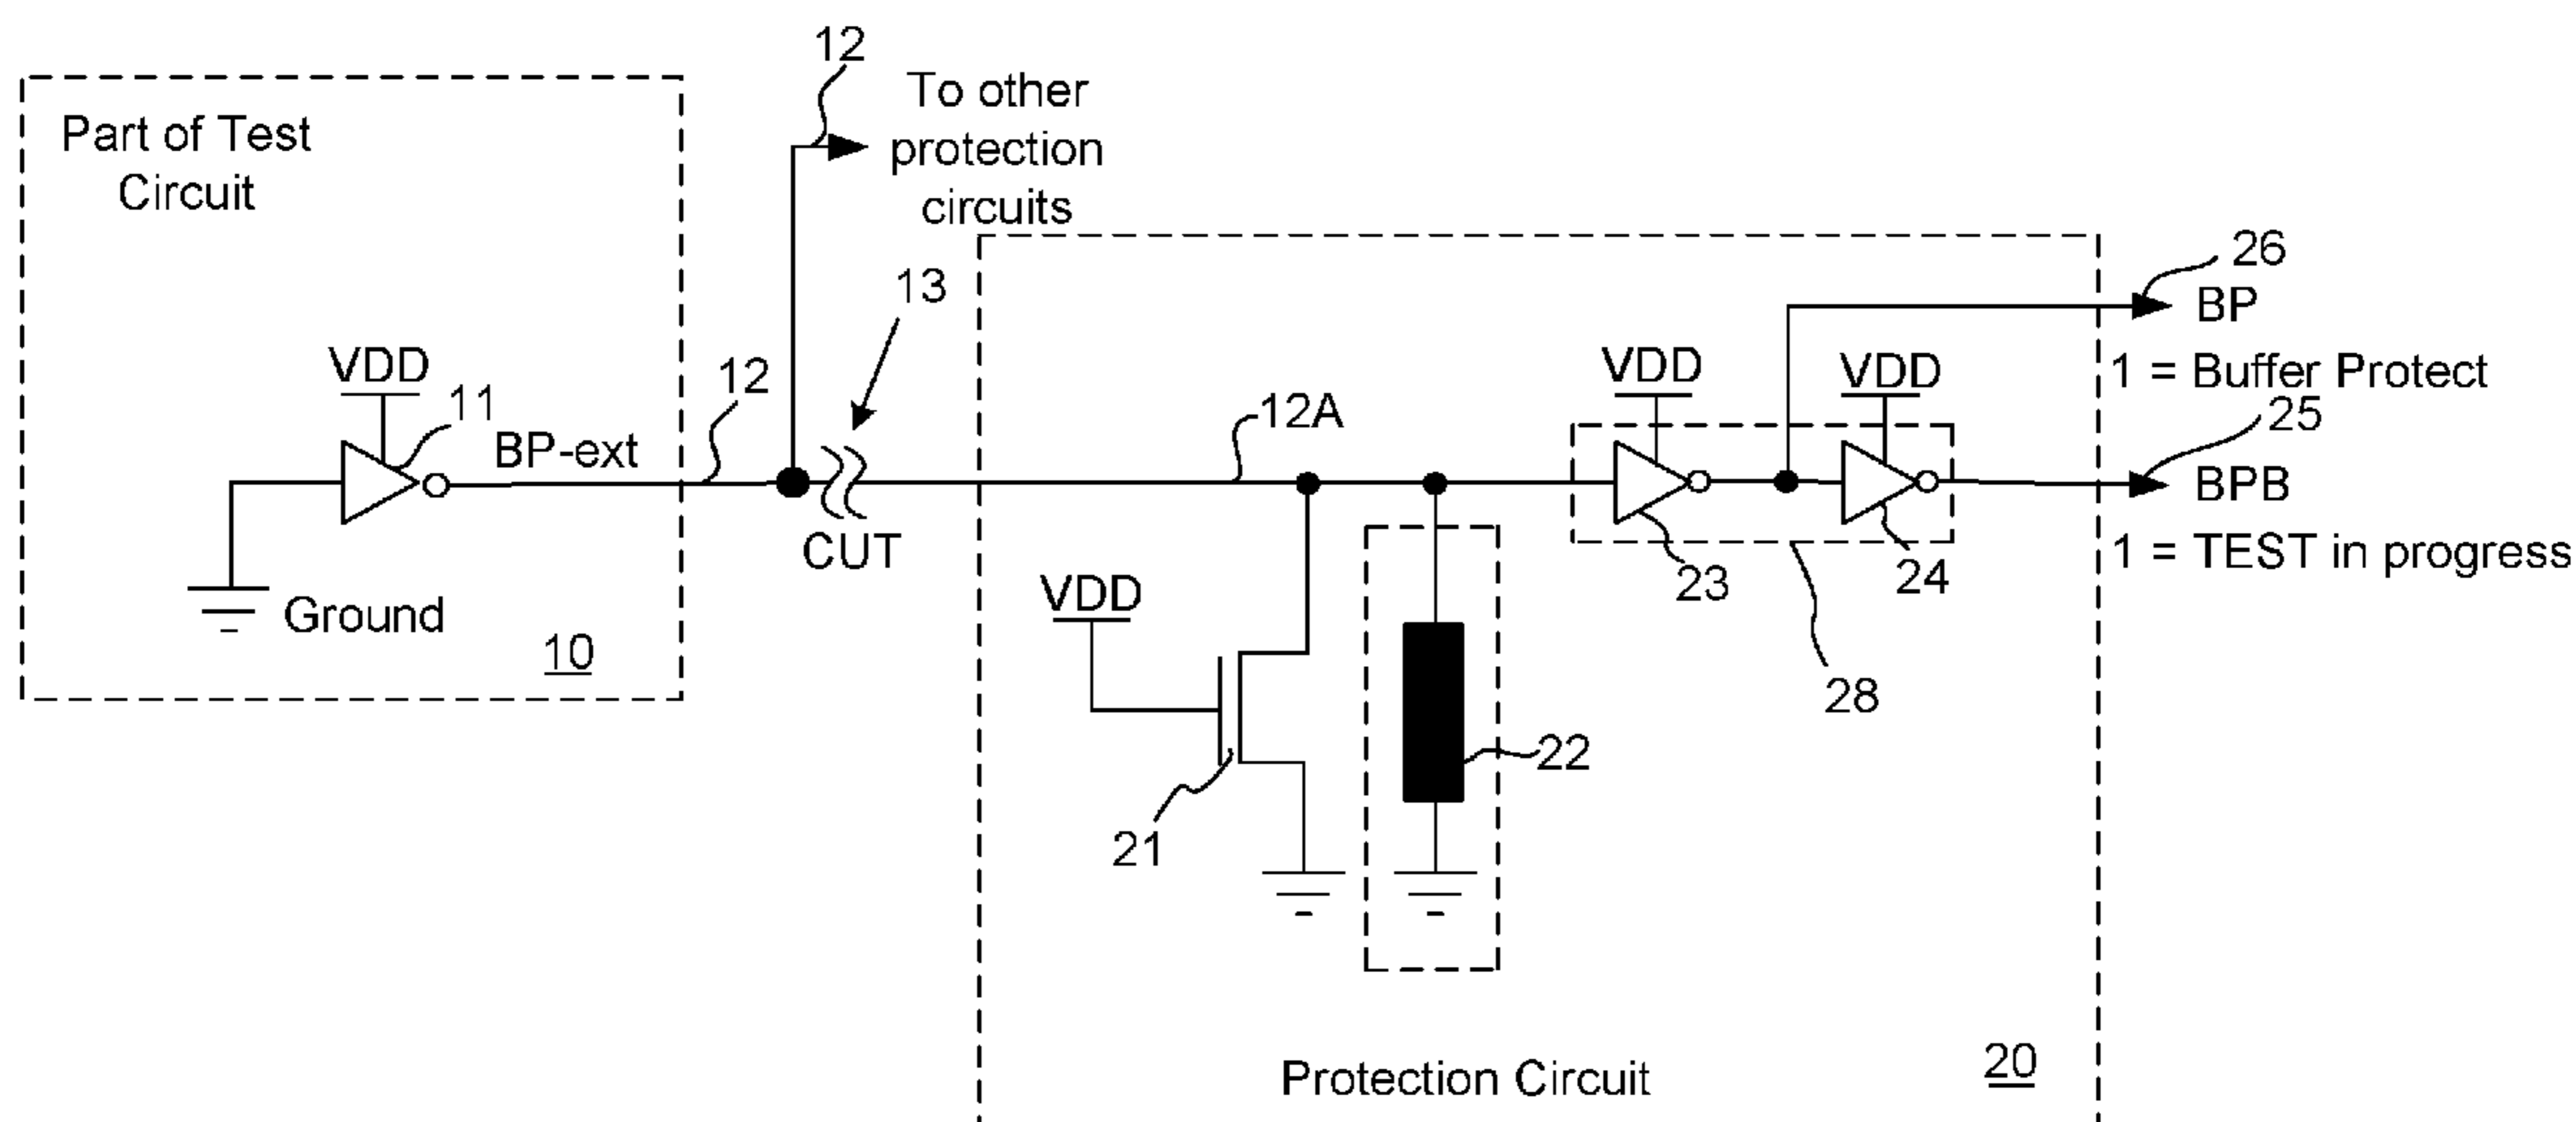 12
To other
protection
circuits
Part of Test
Circuit
13
26
BP
VDD
11
BP-ext
12
12A
VDD
VDD
1 = Buffer Protect
25
BPB
CUT
23
24
1 = TEST in progress
VDD
Ground
10
28
22
21
Protection Circuit
20